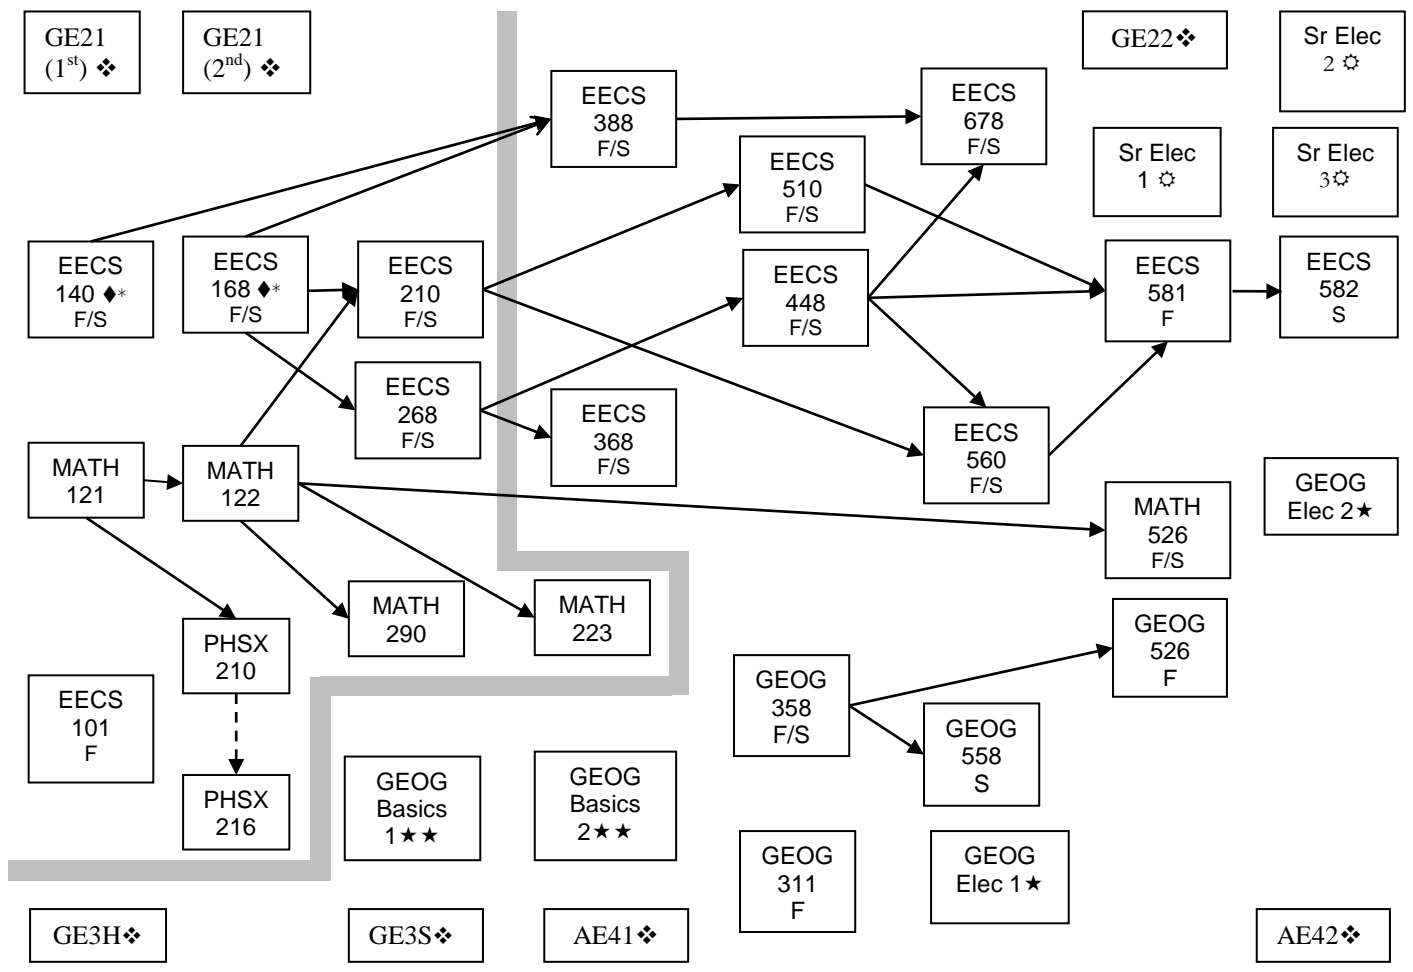 GE21
(1st) ❖
GE21
(2nd) ❖
GE22❖
Sr Elec
2 ☼
EECS
388
F/S
EECS
678
F/S
EECS
510
F/S
Sr Elec
1 ☼
Sr Elec
3☼
EECS
140 ♦*
F/S
EECS
168 ♦*
F/S
EECS
210
F/S
EECS
448
F/S
EECS
581
F
EECS
582
S
EECS
268
F/S
EECS
368
F/S
EECS
560
F/S
MATH
121
MATH
122
MATH
526
F/S
GEOG
Elec 2★
MATH
290
MATH
223
PHSX
210
GEOG
526
F
EECS
101
F
GEOG
358
F/S
GEOG
558
S
PHSX
216
GEOG
Basics
1★★
GEOG
Basics
2★★
GEOG
311
F
GEOG
Elec 1★
GE3H❖
GE3S❖
AE41❖
AE42❖